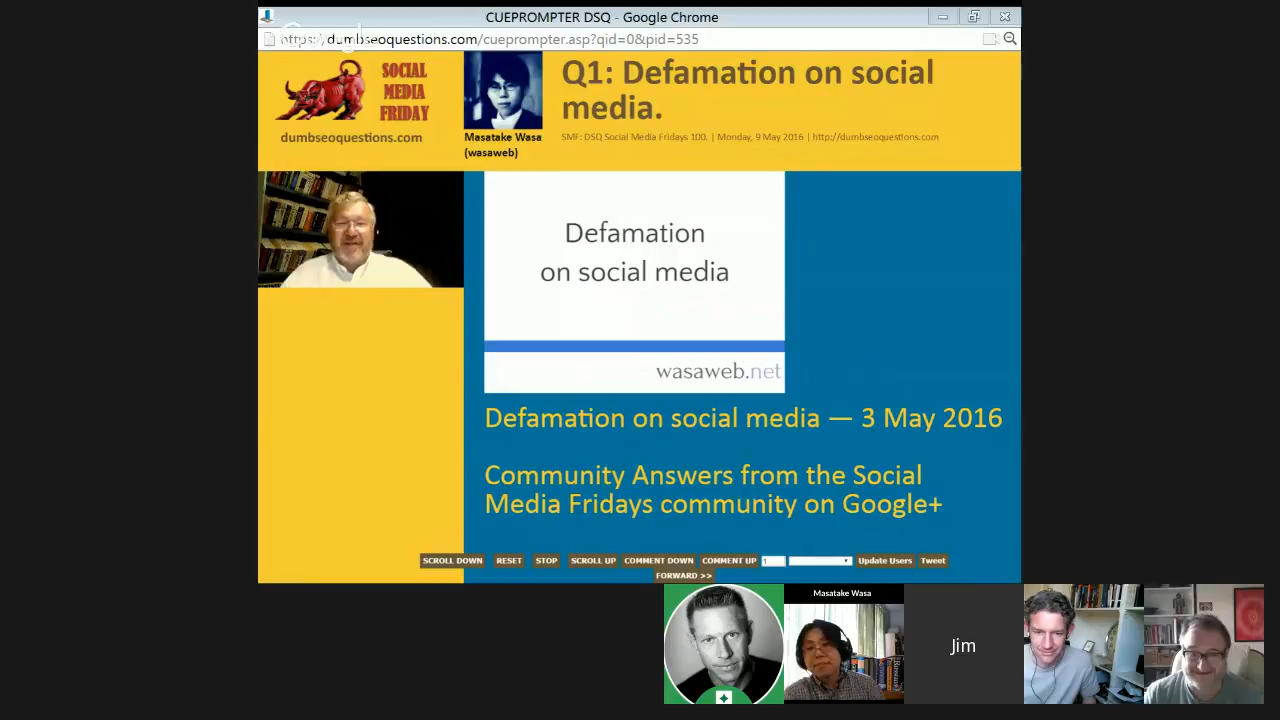 CUEPROMPTER DSQ - Google Chrome
https://dumbseoquestions.com/cueprompter.asp?qid=0&pid=535
SOCIAL
MEDIA
FRIDAY
dumbseoquestions.com
Masatake Wasa
(wasaweb)
Q1: Defamation on social
media.
SMF: DSQ Social Media Fridays 100. | Monday, 9 May 2016 | http://dumbseoquestions.com
Defamation
on social media
wasaweb.net
Defamation on social media — 3 May 2016
Community Answers from the Social
Media Fridays community on Google+
SCROLL DOWN RESET STOP SCROLL UP COMMENT DOWN COMMENT UP 1 Update Users Tweet
FORWARD >>
Masatake Wasa
Jim